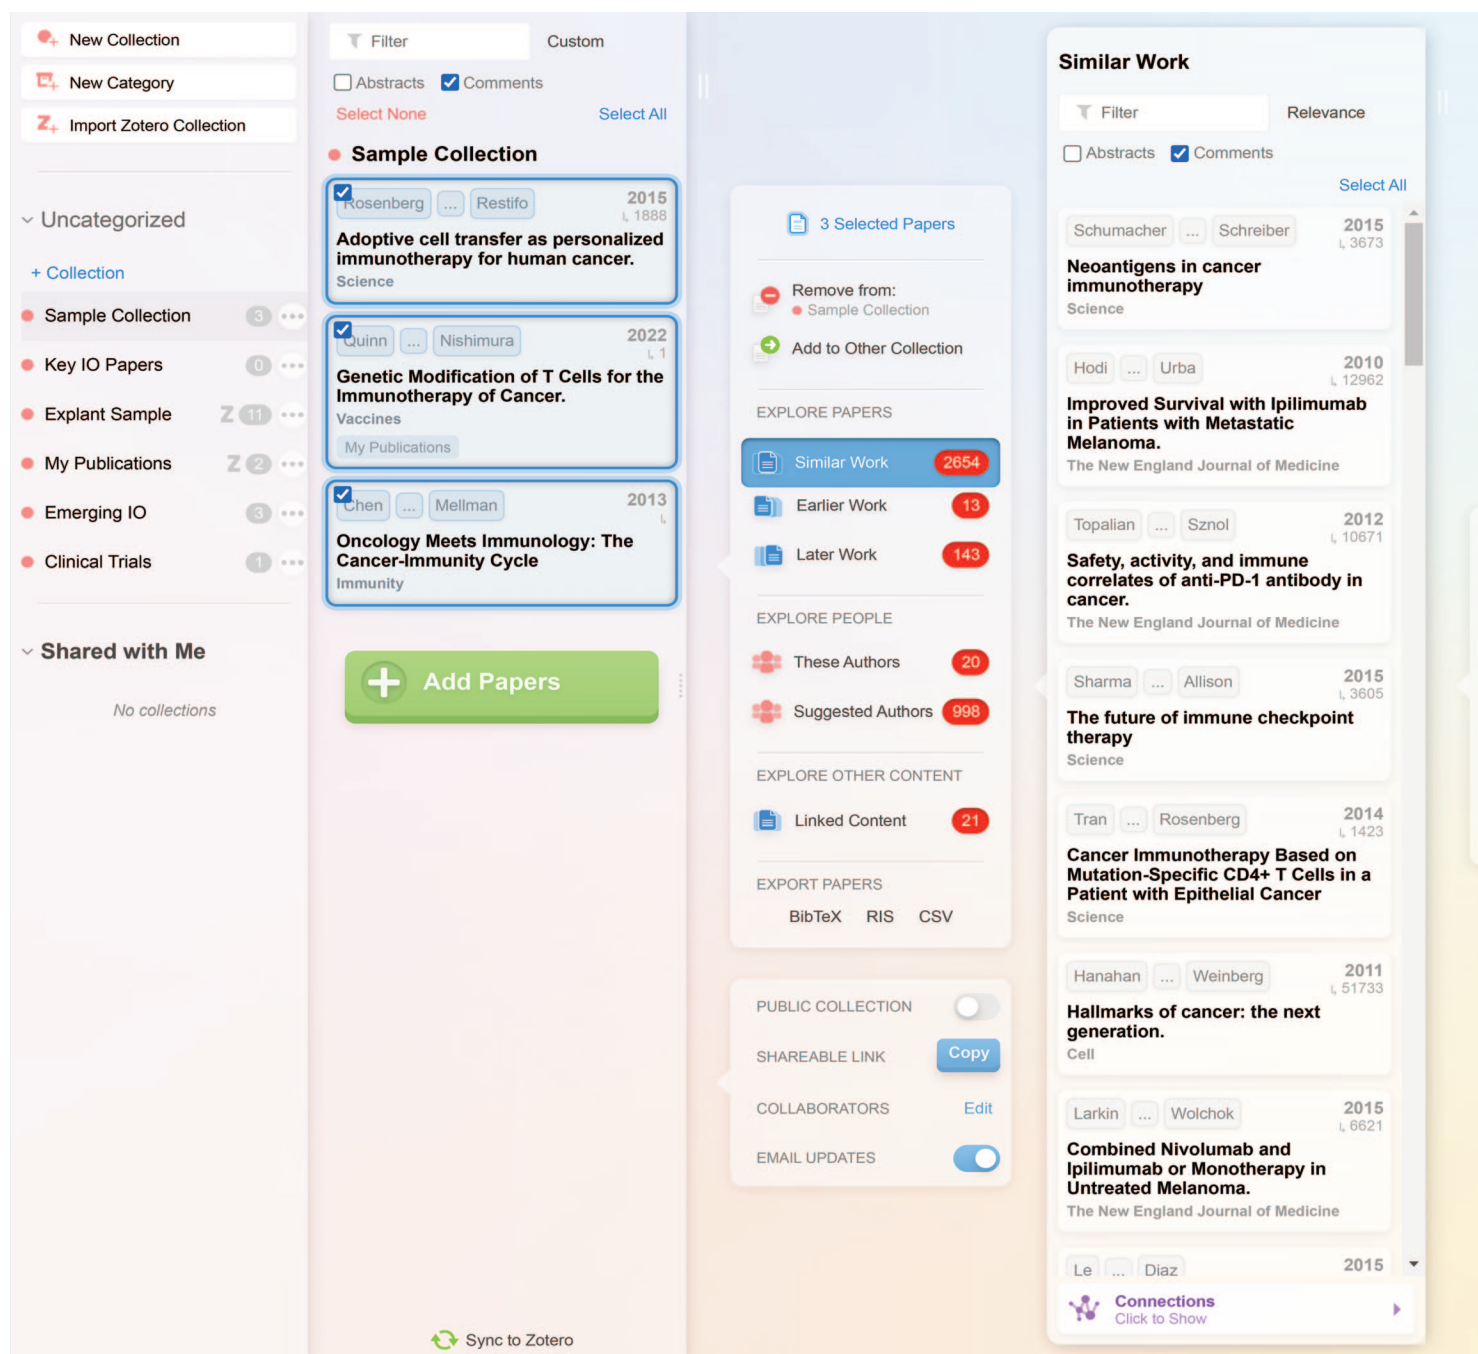 New Collection
New Category
Import Zotero Collection
Uncategorized
+ Collection
Sample Collection 3 ...
Key IO Papers 0 ...
Explant Sample Z 11 ...
My Publications Z 2 ...
Emerging IO 3 ...
Clinical Trials 1 ...
Shared with Me
No collections
Filter Custom
Abstracts Comments
Select None Select All
Sample Collection
Rosenberg ... Restifo 2015
1888
Adoptive cell transfer as personalized
immunotherapy for human cancer.
Science
Quinn ... Nishimura 2022
1
Genetic Modification of T Cells for the
Immunotherapy of Cancer.
Vaccines
My Publications
Chen ... Mellman 2013
Oncology Meets Immunology: The
Cancer-Immunity Cycle
Immunity
Add Papers
Sync to Zotero
3 Selected Papers
Remove from:
Sample Collection
Add to Other Collection
EXPLORE PAPERS
Similar Work 2654
Earlier Work 13
Later Work 143
EXPLORE PEOPLE
These Authors 20
Suggested Authors 998
EXPLORE OTHER CONTENT
Linked Content 21
EXPORT PAPERS
BibTeX RIS CSV
PUBLIC COLLECTION
SHAREABLE LINK Copy
COLLABORATORS Edit
EMAIL UPDATES
Similar Work
Filter Relevance
Abstracts Comments
Select All
Schumacher ... Schreiber 2015
3673
Neoantigens in cancer
immunotherapy
Science
Hodi ... Urba 2010
12962
Improved Survival with Ipilimumab
in Patients with Metastatic
Melanoma.
The New England Journal of Medicine
Topalian ... Sznol 2012
10671
Safety, activity, and immune
correlates of anti-PD-1 antibody in
cancer.
The New England Journal of Medicine
Sharma ... Allison 2015
3605
The future of immune checkpoint
therapy
Science
Tran ... Rosenberg 2014
1423
Cancer Immunotherapy Based on
Mutation-Specific CD4+ T Cells in a
Patient with Epithelial Cancer
Science
Hanahan ... Weinberg 2011
51733
Hallmarks of cancer: the next
generation.
Cell
Larkin ... Wolchok 2015
6621
Combined Nivolumab and
Ipilimumab or Monotherapy in
Untreated Melanoma.
The New England Journal of Medicine
Le ... Diaz 2015
Connections
Click to Show